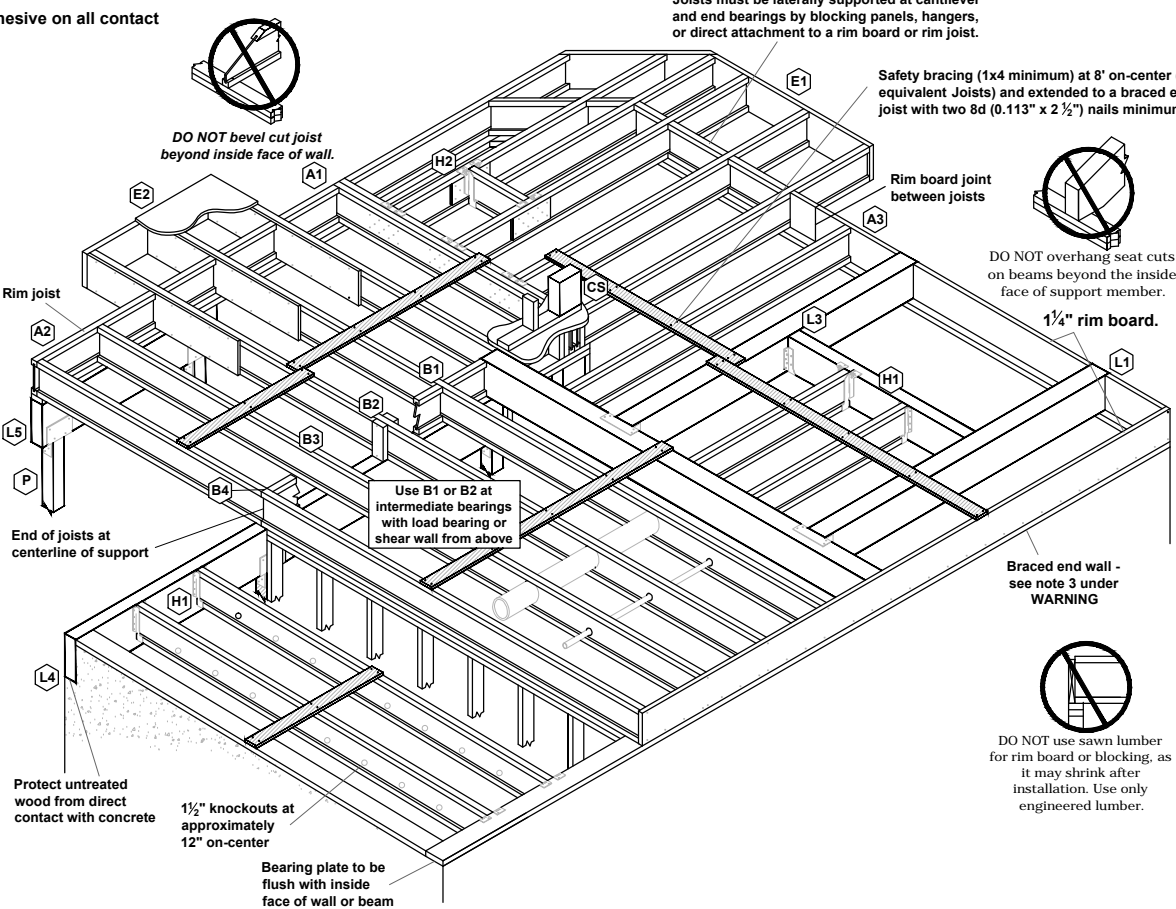 hesive on all contact
Joists must be laterally supported at cantilever
and end bearings by blocking panels, hangers,
or direct attachment to a rim board or rim joist.
E1
Safety bracing (1x4 minimum) at 8' on-center
equivalent Joists) and extended to a braced e
joist with two 8d (0.113" x 2 ½") nails minimum
DO NOT bevel cut joist
beyond inside face of wall.
A1
H2
E2
Rim board joint
between joists
A3
DO NOT overhang seat cuts
on beams beyond the inside
face of support member.
Rim joist
CS
1¼" rim board.
L3
A2
L1
B1
H1
B2
L5
B3
P
B4
Use B1 or B2 at
intermediate bearings
with load bearing or
shear wall from above
End of joists at
centerline of support
Braced end wall -
see note 3 under
WARNING
H1
L4
DO NOT use sawn lumber
for rim board or blocking, as
it may shrink after
installation. Use only
engineered lumber.
Protect untreated
wood from direct
contact with concrete
1½" knockouts at
approximately
12" on-center
Bearing plate to be
flush with inside
face of wall or beam